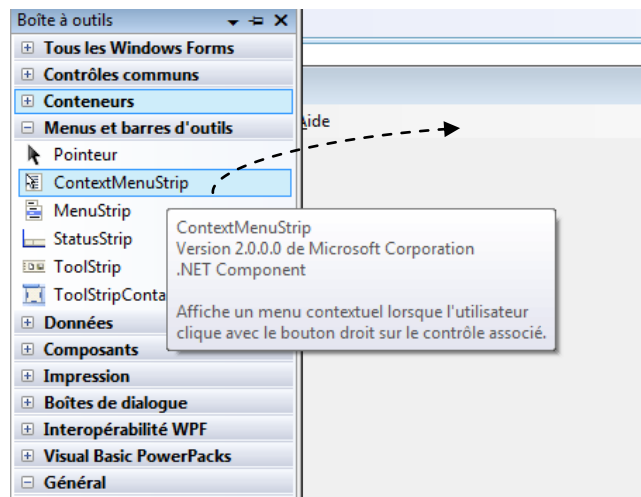 Boîte à outils
Tous les Windows Forms
Contrôles communs
Conteneurs
Menus et barres d'outils
Aide
Pointeur
ContextMenuStrip
MenuStrip
StatusStrip
ToolStrip
ToolStripConta
ContextMenuStrip
Version 2.0.0.0 de Microsoft Corporation
.NET Component
Affiche un menu contextuel lorsque l'utilisateur
clique avec le bouton droit sur le contrôle associé.
Données
Composants
Impression
Boîtes de dialogue
Interopérabilité WPF
Visual Basic PowerPacks
Général